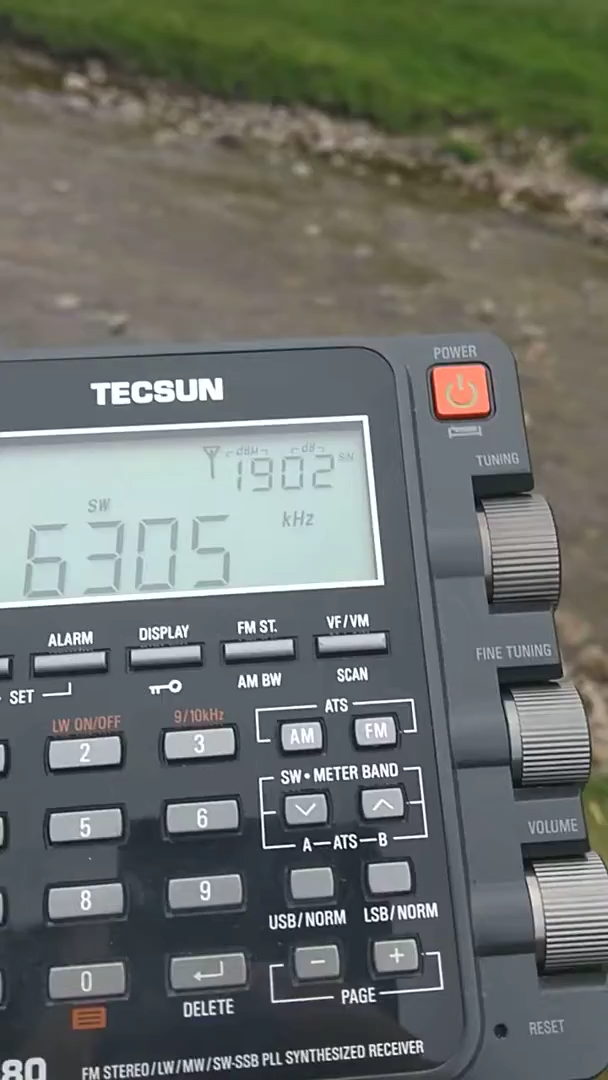 POWER
TECSUN
TUNING
dBμ dB S/N
1902
SW
kHz
6305
ALARM DISPLAY FM ST. VF/VM
SET AM BW SCAN
FINE TUNING
LW ON/OFF 9/10kHz ATS
2 3 AM FM
SW • METER BAND
5 6
VOLUME
A—ATS—B
8 9
USB/NORM LSB/NORM
0 - +
DELETE PAGE
RESET
80 FM STEREO/LW/MW/SW-SSB PLL SYNTHESIZED RECEIVER